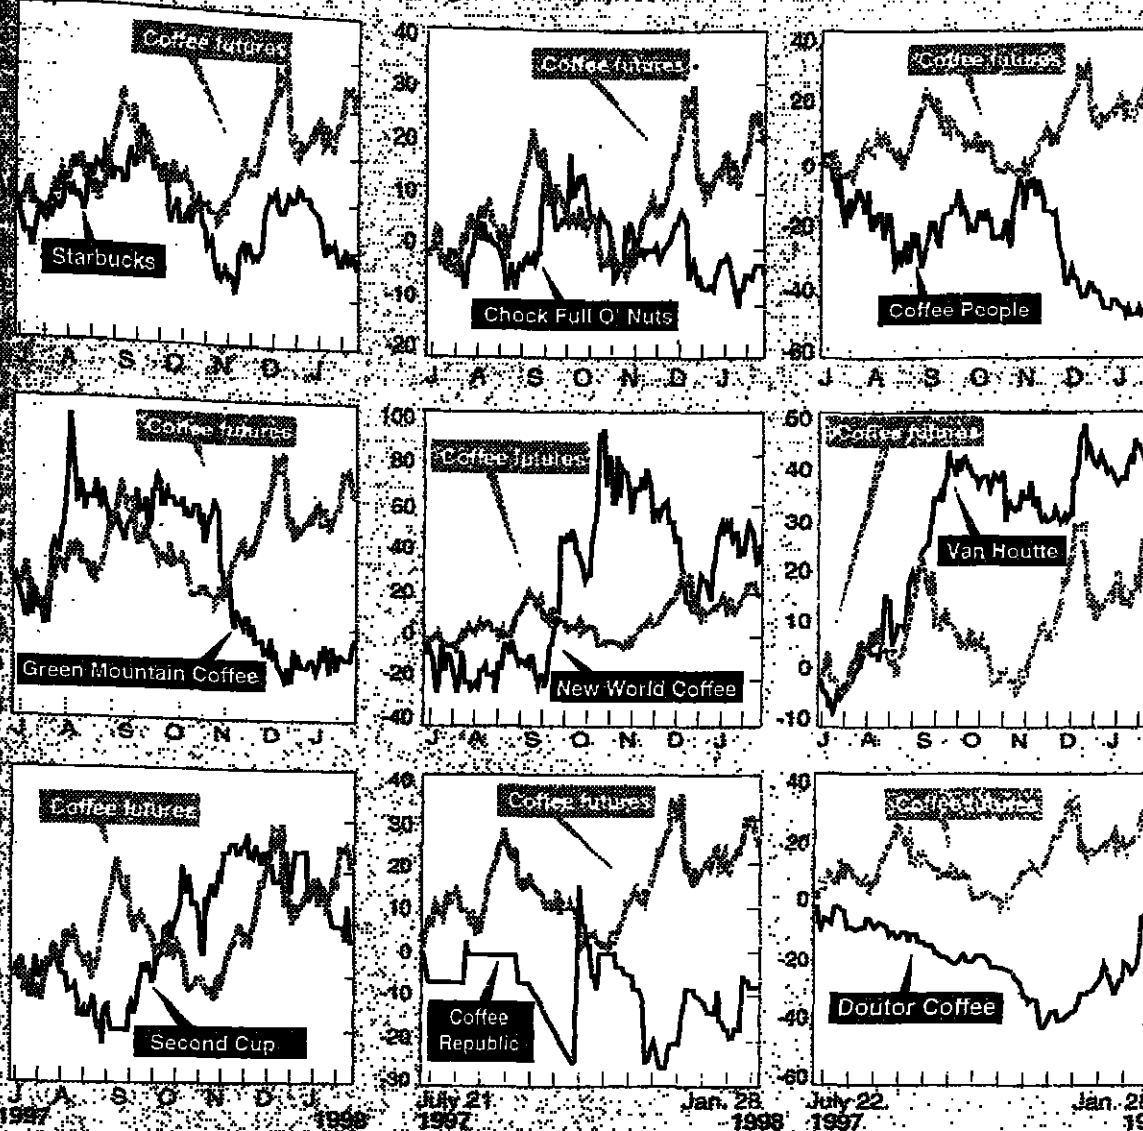 Coffee futures
Starbucks
J A S O N D J
40
30
20
10
0
-10
-20
Coffee futures
Chock Full O' Nuts
J A S O N D J
40
20
0
-20
-40
-60
Coffee futures
Coffee People
J A S O N D J
Coffee futures
Green Mountain Coffee
J A S O N D J
100
80
60
40
20
0
-20
-40
Coffee futures
New World Coffee
J A S O N D J
50
40
30
20
10
0
-10
Coffee futures
Van Houtte
J A S O N D J
Coffee futures
Second Cup
J A S O N D J
1997 1998
40
30
20
10
0
-10
-20
-30
Coffee futures
Coffee
Republic
July 21 Jan. 28
1997 1998
40
20
0
-20
-40
-60
Coffee futures
Doutor Coffee
July 22 Jan.
1997